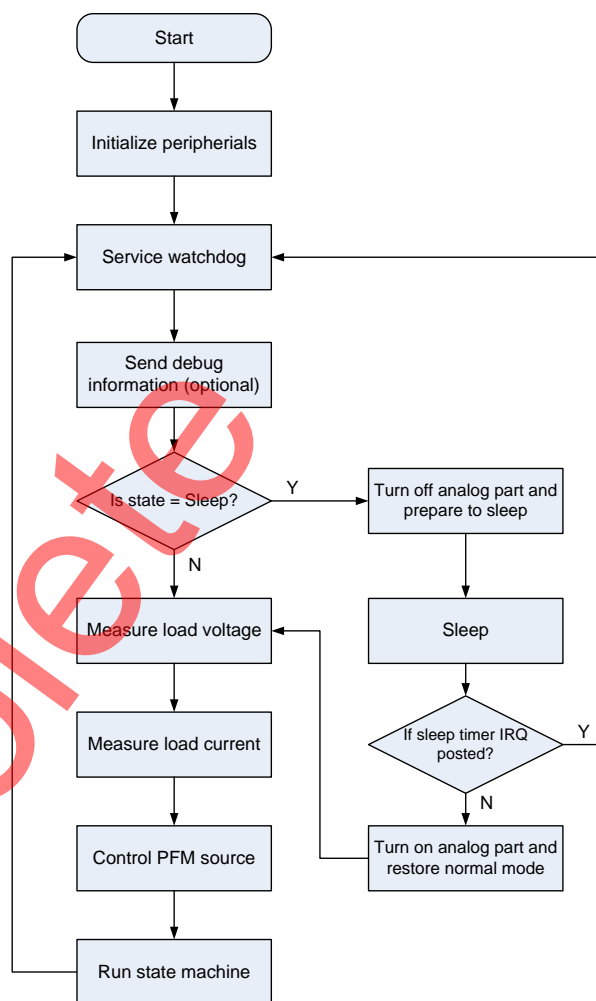 Start
Initialize peripherials
Service watchdog
Send debug
information (optional)
Is state = Sleep?
Y
N
Turn off analog part and
prepare to sleep
Measure load voltage
Sleep
Measure load current
If sleep timer IRQ
posted?
Y
N
Control PFM source
Turn on analog part and
restore normal mode
Run state machine
olete